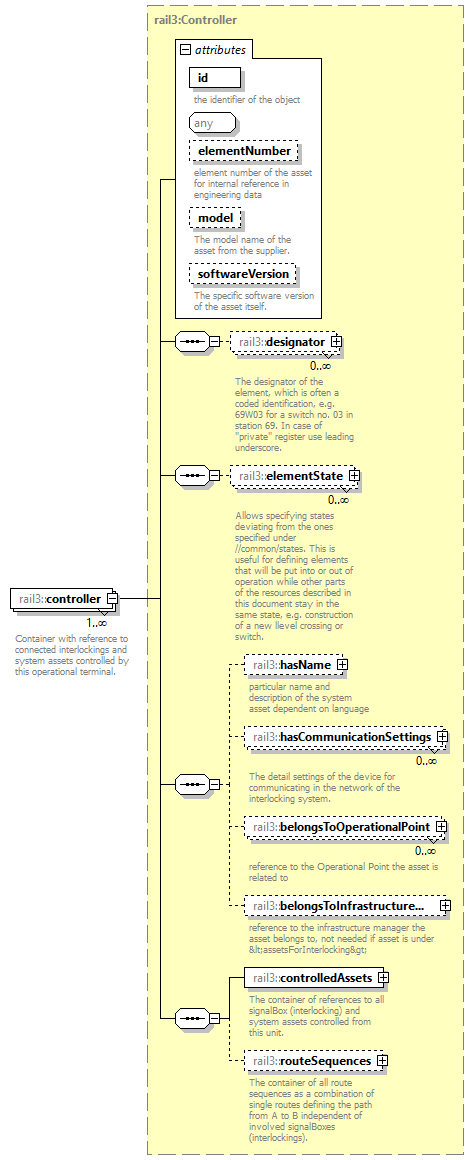 rail3:Controller
attributes
id
the identifier of the object
any
elementNumber
element number of the asset
for internal reference in
engineering data
model
The model name of the
asset from the supplier.
softwareVersion
The specific software version
of the asset itself.
rail3::designator
0..∞
The designator of the
element, which is often a
coded identification, e.g.
69W03 for a switch no. 03 in
station 69. In case of
"private" register use leading
underscore.
rail3::elementState
0..∞
Allows specifying states
deviating from the ones
specified under
//common/states. This is
useful for defining elements
that will be put into or out of
operation while other parts
of the resources described in
this document stay in the
same state, e.g. construction
of a new llevel crossing or
switch.
rail3::controller
1..∞
Container with reference to
connected interlockings and
system assets controlled by
this operational terminal.
rail3::hasName
particular name and
description of the system
asset dependent on language
rail3::hasCommunicationSettings
0..∞
The detail settings of the device for
communicating in the network of the
interlocking system.
rail3::belongsToOperationalPoint
0..∞
reference to the Operational Point the asset is
related to
rail3::belongsToInfrastructure...
reference to the infrastructure manager the
asset belongs to, not needed if asset is under
&lt;assetsForInterlocking&gt;
rail3::controlledAssets
The container of references to all
signalBox (interlocking) and
system assets controlled from
this unit.
rail3::routeSequences
The container of all route
sequences as a combination of
single routes defining the path
from A to B independent of
involved signalBoxes
(interlockings).